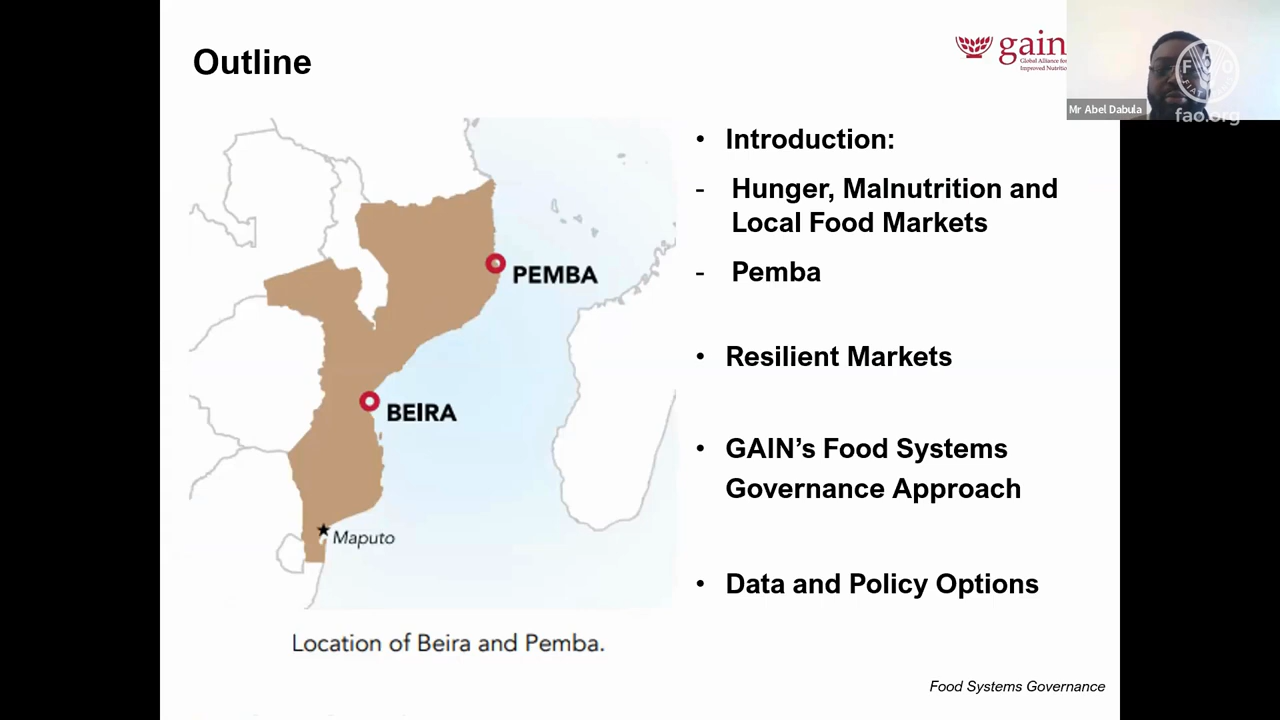 Outline
gain
Global Alliance for
Improved Nutrition
Mr Abel Dabula
FAO
FIAT
fao.org
• Introduction:
- Hunger, Malnutrition and
Local Food Markets
- Pemba
• Resilient Markets
• GAIN’s Food Systems
Governance Approach
• Data and Policy Options
PEMBA
BEIRA
Maputo
Location of Beira and Pemba.
Food Systems Governance